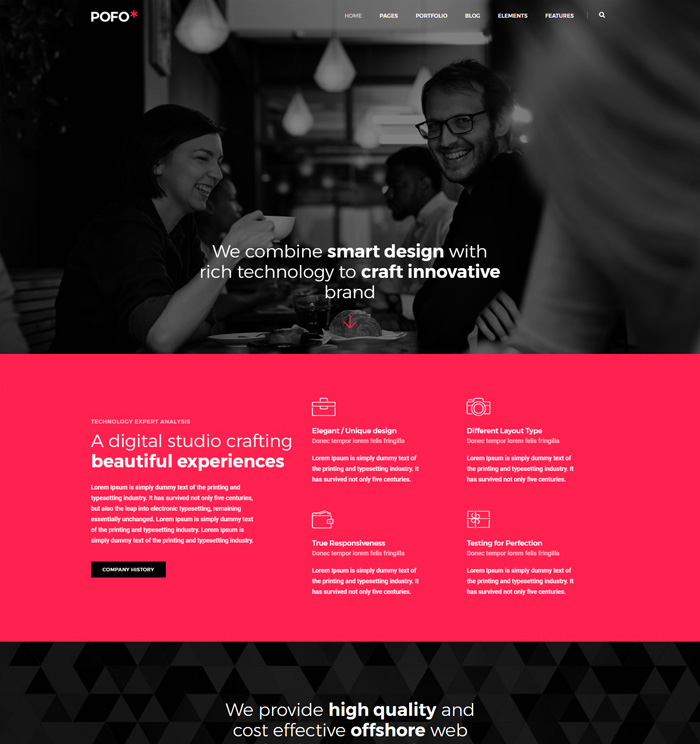 POFO*
HOME PAGES PORTFOLIO BLOG ELEMENTS FEATURES
We combine smart design with
rich technology to craft innovative
brand
TECHNOLOGY EXPERT ANALYSIS
A digital studio crafting
beautiful experiences
Lorem Ipsum is simply dummy text of the printing and
typesetting industry. It has survived not only five centuries,
but also the leap into electronic typesetting, remaining
essentially unchanged. Lorem Ipsum is simply dummy text
of the printing and typesetting industry. Lorem Ipsum is
simply dummy text of the printing and typesetting industry.
COMPANY HISTORY
Elegant / Unique design
Donec tempor lorem felis fringilla
Lorem Ipsum is simply dummy text of
the printing and typesetting industry. It
has survived not only five centuries.
Different Layout Type
Donec tempor lorem felis fringilla
Lorem Ipsum is simply dummy text of
the printing and typesetting industry. It
has survived not only five centuries.
True Responsiveness
Donec tempor lorem felis fringilla
Lorem Ipsum is simply dummy text of
the printing and typesetting industry. It
has survived not only five centuries.
Testing for Perfection
Donec tempor lorem felis fringilla
Lorem Ipsum is simply dummy text of
the printing and typesetting industry. It
has survived not only five centuries.
We provide high quality and
cost effective offshore web